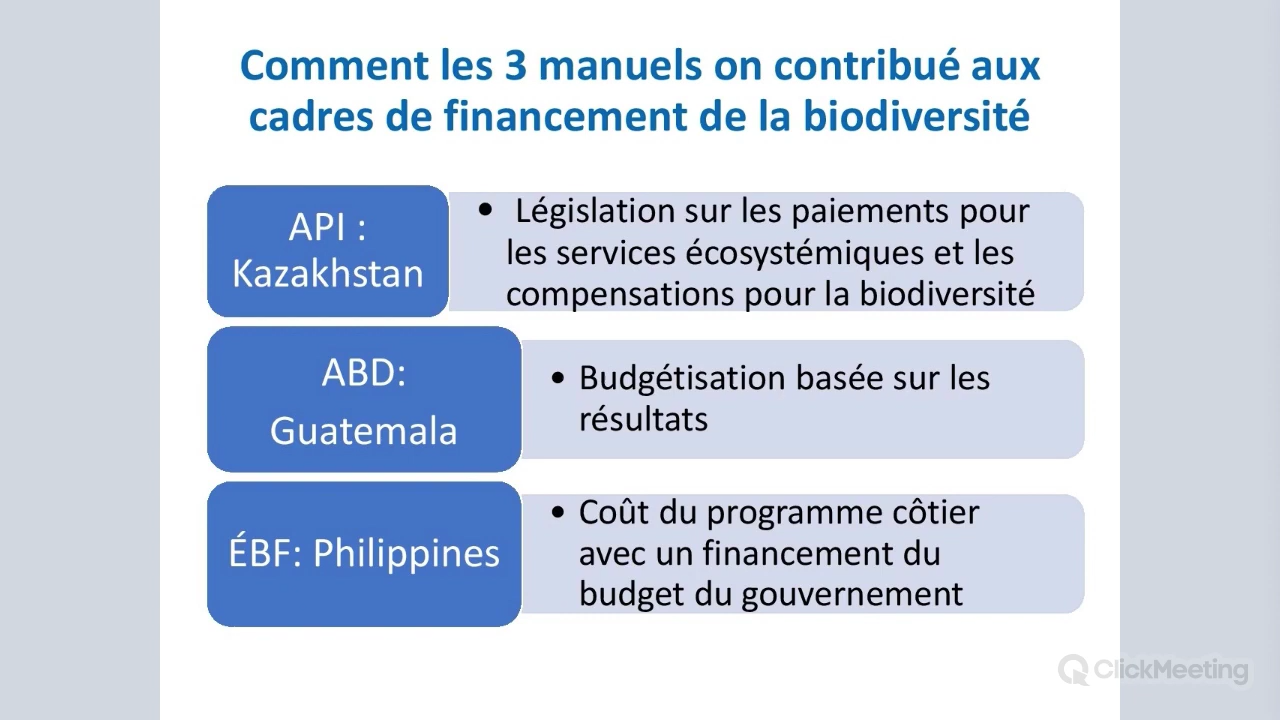 Comment les 3 manuels on contribué aux
cadres de financement de la biodiversité
API :
Kazakhstan
• Législation sur les paiements pour
les services écosystémiques et les
compensations pour la biodiversité
ABD:
Guatemala
• Budgétisation basée sur les
résultats
ÉBF: Philippines
• Coût du programme côtier
avec un financement du
budget du gouvernement
ClickMeeting